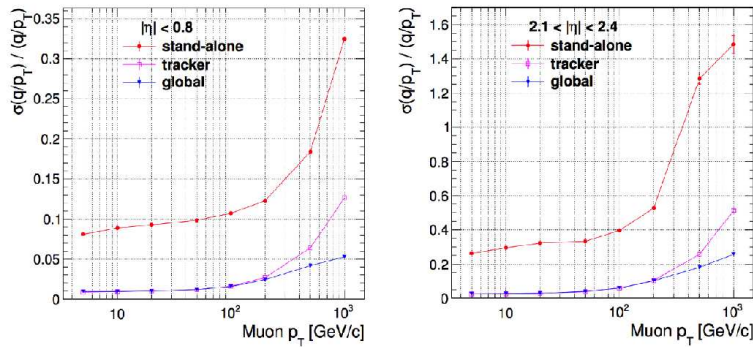 σ(q/p_T) / (q/p_T)
|η| < 0.8
stand-alone
tracker
global
0.35
0.3
0.25
0.2
0.15
0.1
0.05
0
10
10²
10³
Muon p_T [GeV/c]
σ(q/p_T) / (q/p_T)
2.1 < |η| < 2.4
stand-alone
tracker
global
1.6
1.4
1.2
1
0.8
0.6
0.4
0.2
0
10
10²
10³
Muon p_T [GeV/c]